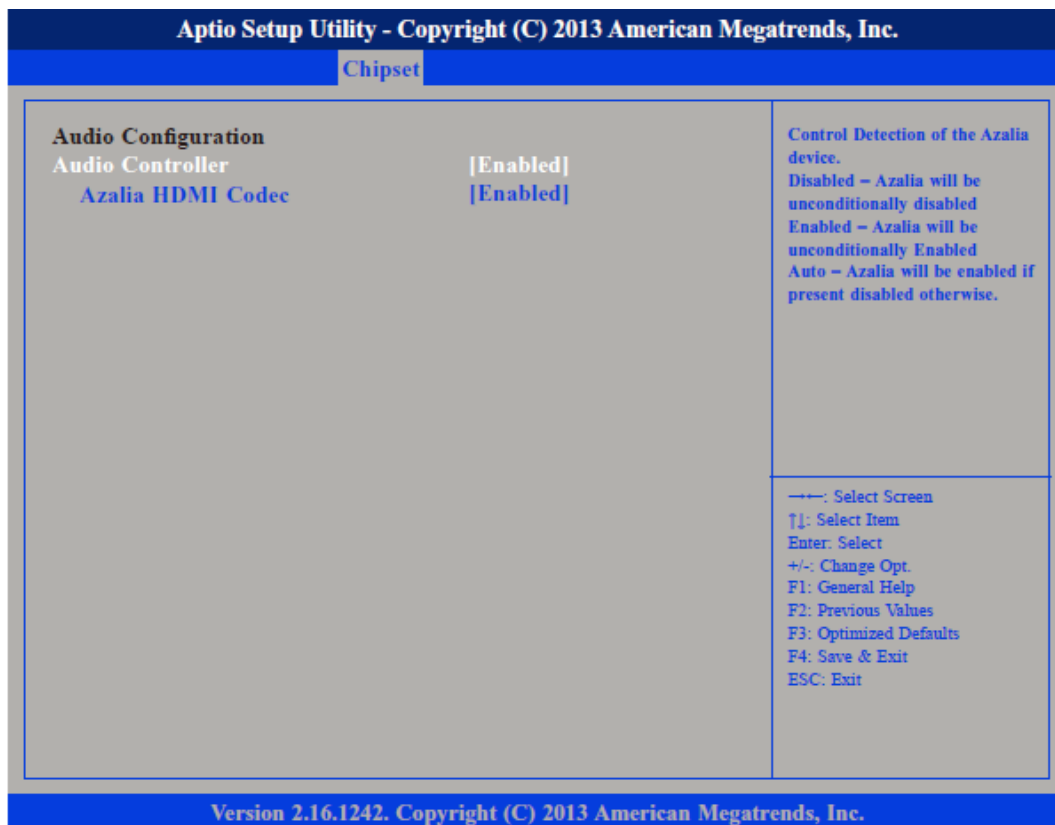 Aptio Setup Utility - Copyright (C) 2013 American Megatrends, Inc.
Chipset
Audio Configuration
Audio Controller [Enabled]
Azalia HDMI Codec [Enabled]
Control Detection of the Azalia
device.
Disabled – Azalia will be
unconditionally disabled
Enabled – Azalia will be
unconditionally Enabled
Auto – Azalia will be enabled if
present disabled otherwise.
→←: Select Screen
↑↓: Select Item
Enter: Select
+/-: Change Opt.
F1: General Help
F2: Previous Values
F3: Optimized Defaults
F4: Save & Exit
ESC: Exit
Version 2.16.1242. Copyright (C) 2013 American Megatrends, Inc.